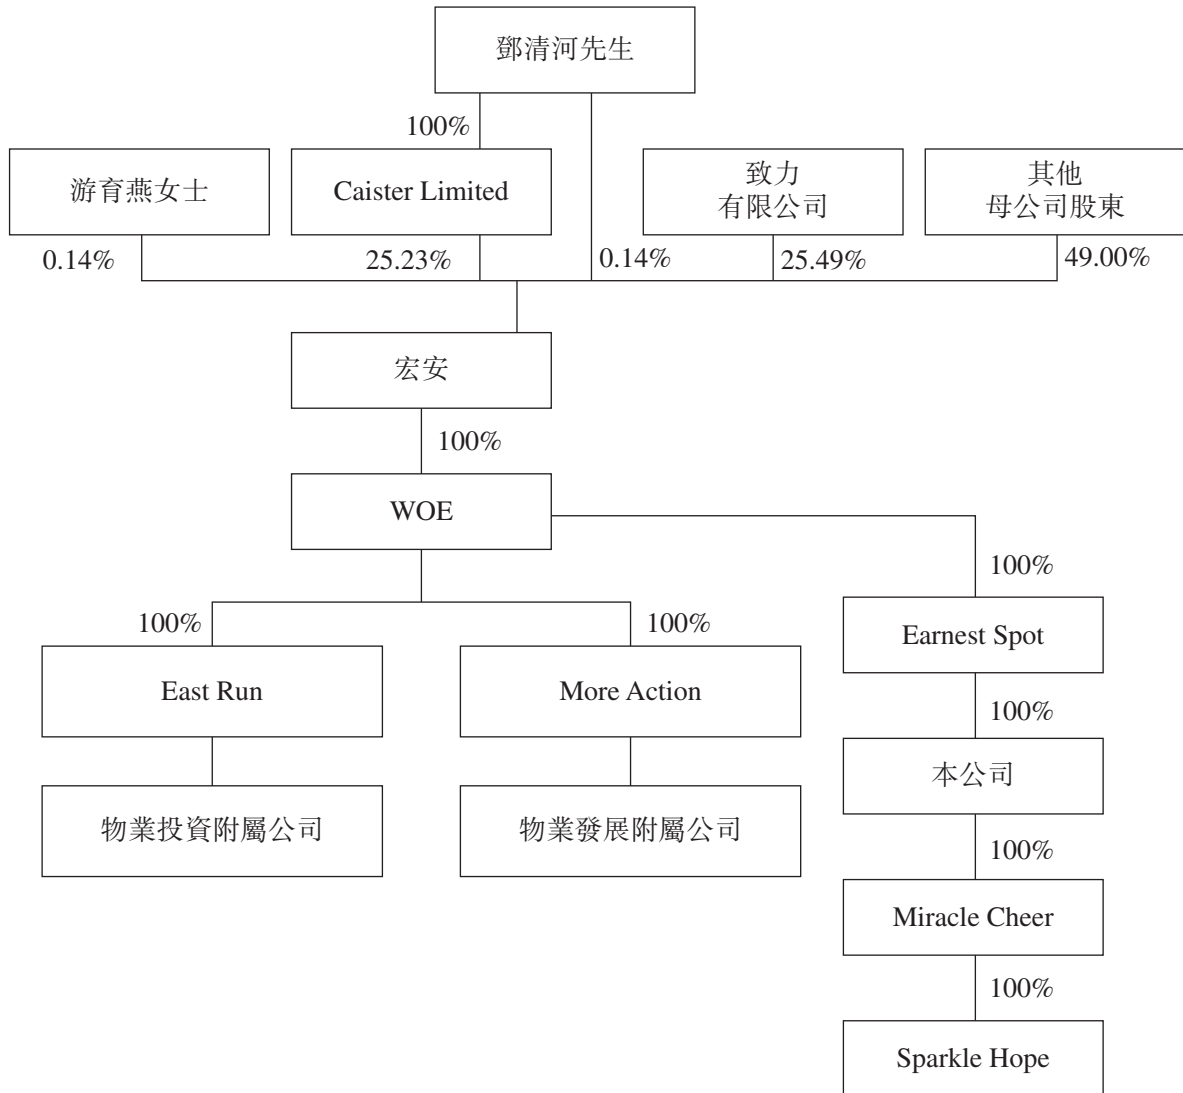 鄧清河先生
100%
游育燕女士
Caister Limited
致力
有限公司
其他
母公司股東
0.14%
25.23%
0.14%
25.49%
49.00%
宏安
100%
WOE
100%
100%
100%
East Run
More Action
Earnest Spot
100%
物業投資附屬公司
物業發展附屬公司
本公司
100%
Miracle Cheer
100%
Sparkle Hope